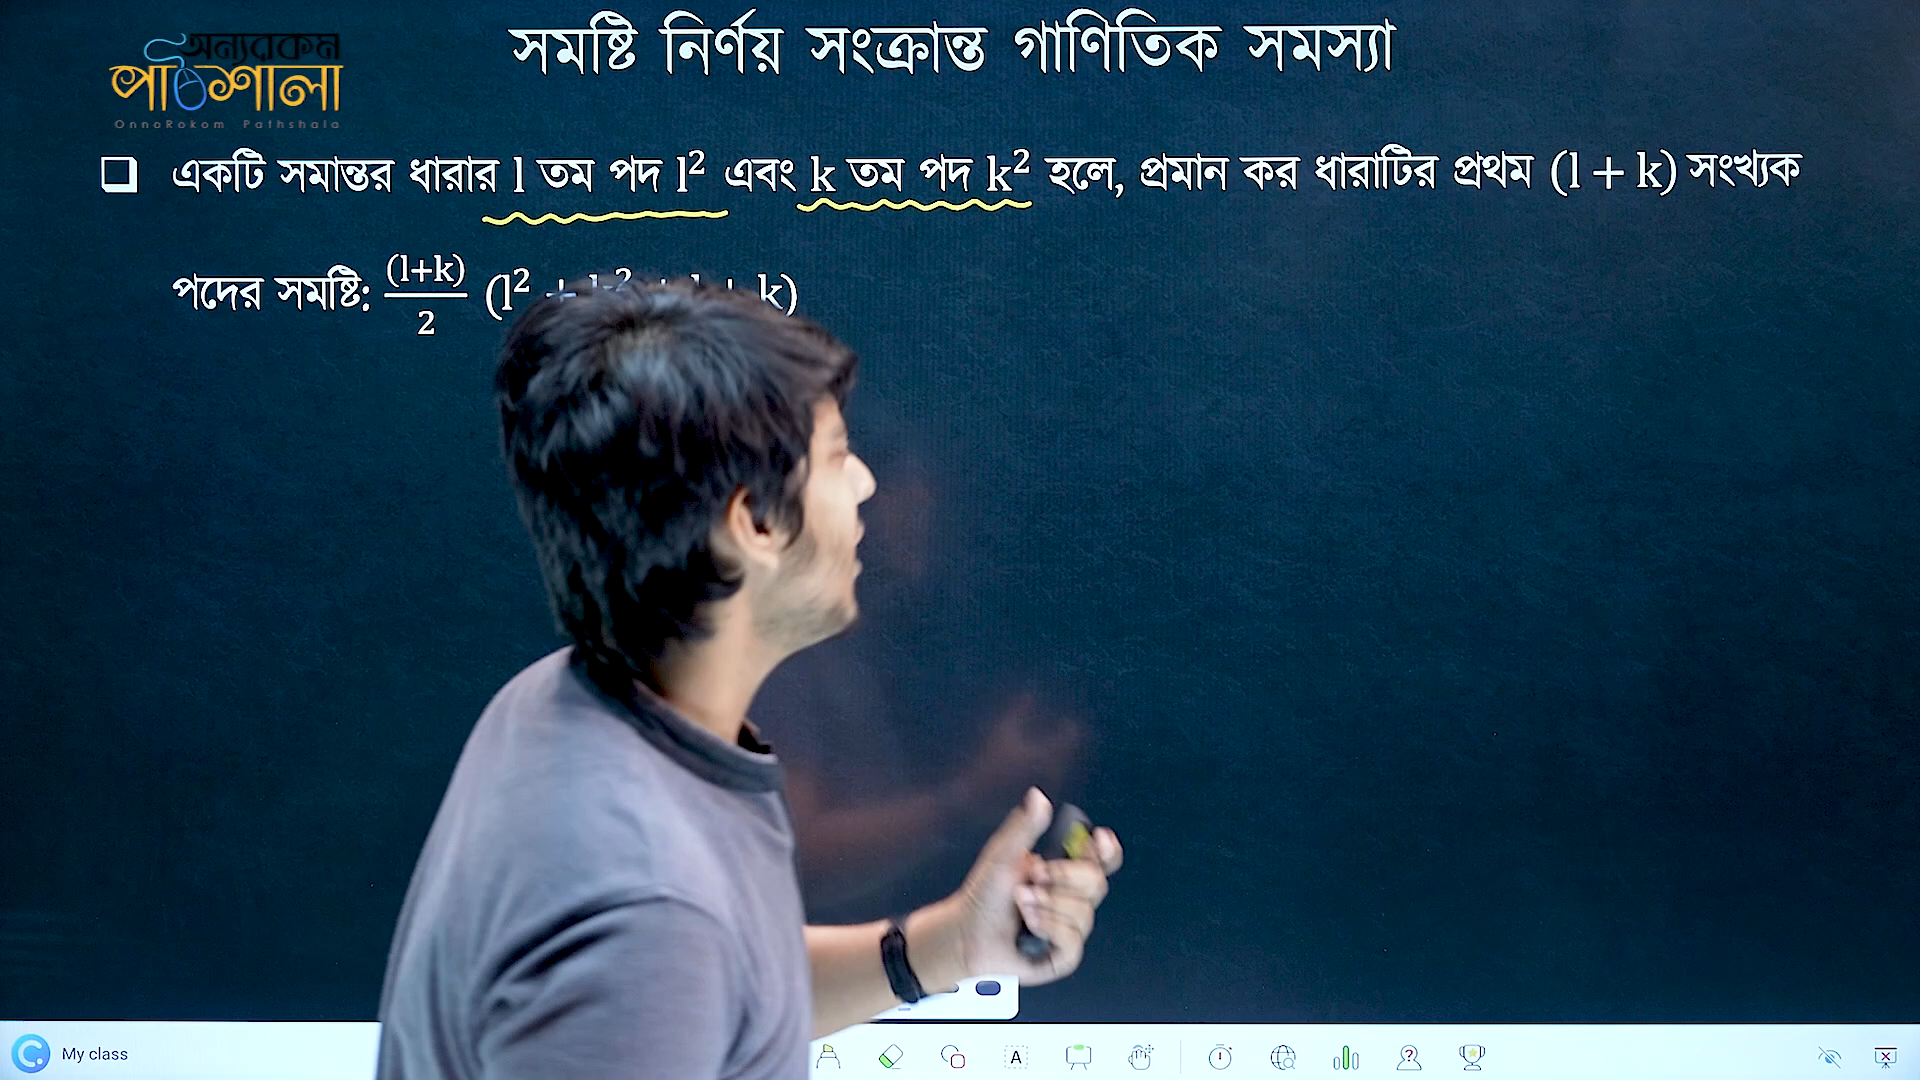 অন্যরকম
পাঠশালা
OnnoRokom Pathshala
সমষ্টি নির্ণয় সংক্রান্ত গাণিতিক সমস্যা
❑ একটি সমান্তর ধারার l তম পদ l² এবং k তম পদ k² হলে, প্রমান কর ধারাটির প্রথম (l + k) সংখ্যক
পদের সমষ্টি: (l+k)/2 (l² + k² + l + k)
My class
A